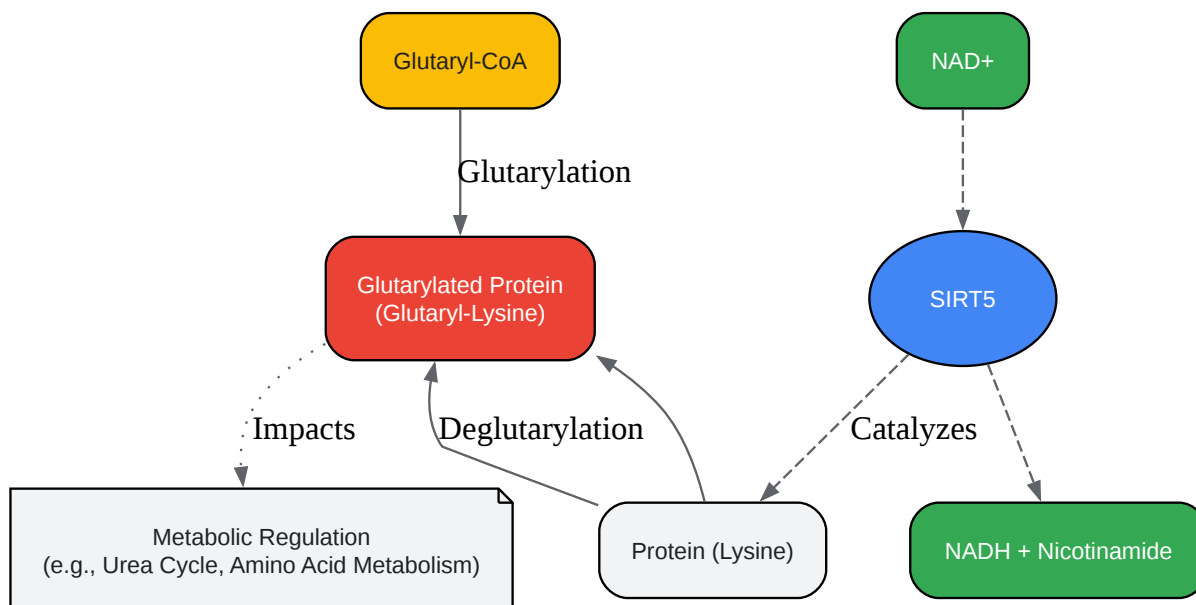 Glutaryl-CoA
NAD+
Glutarylation
Glutarylated Protein
(Glutaryl-Lysine)
SIRT5
Impacts
Deglutarylation
Catalyzes
Metabolic Regulation
(e.g., Urea Cycle, Amino Acid Metabolism)
Protein (Lysine)
NADH + Nicotinamide